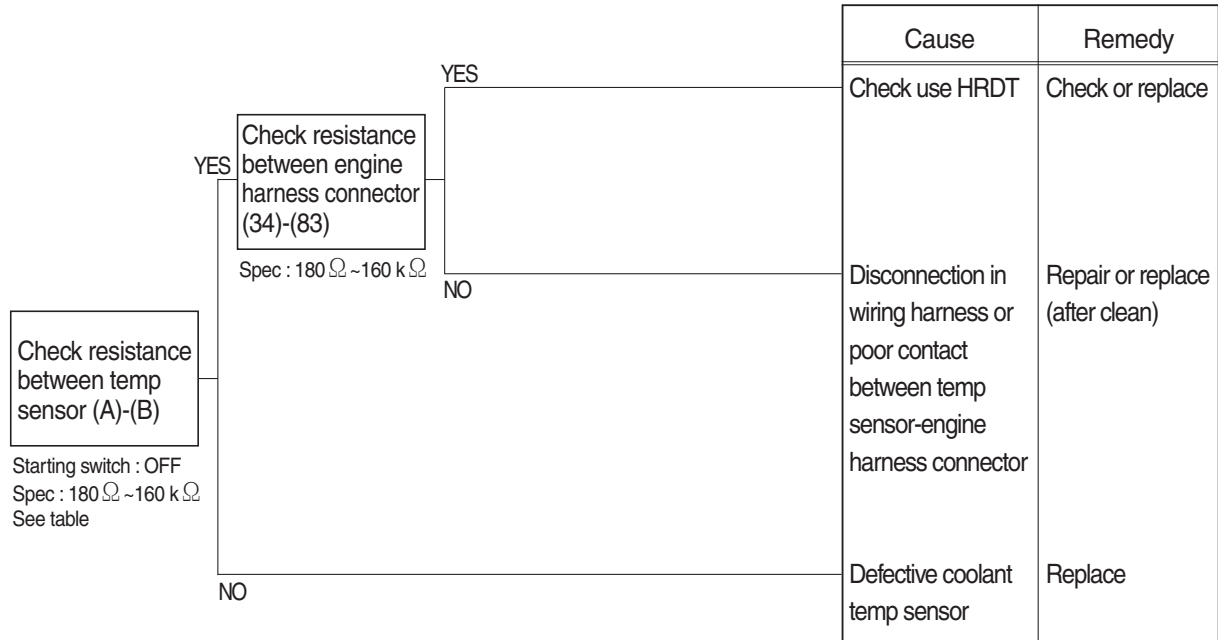 Cause
Remedy
YES
Check use HRDT
Check or replace
Check resistance
between engine
harness connector
(34)-(83)
YES
Spec : 180 Ω ~160 k Ω
NO
Disconnection in
wiring harness or
poor contact
between temp
sensor-engine
harness connector
Repair or replace
(after clean)
Check resistance
between temp
sensor (A)-(B)
Starting switch : OFF
Spec : 180 Ω ~160 k Ω
See table
NO
Defective coolant
temp sensor
Replace